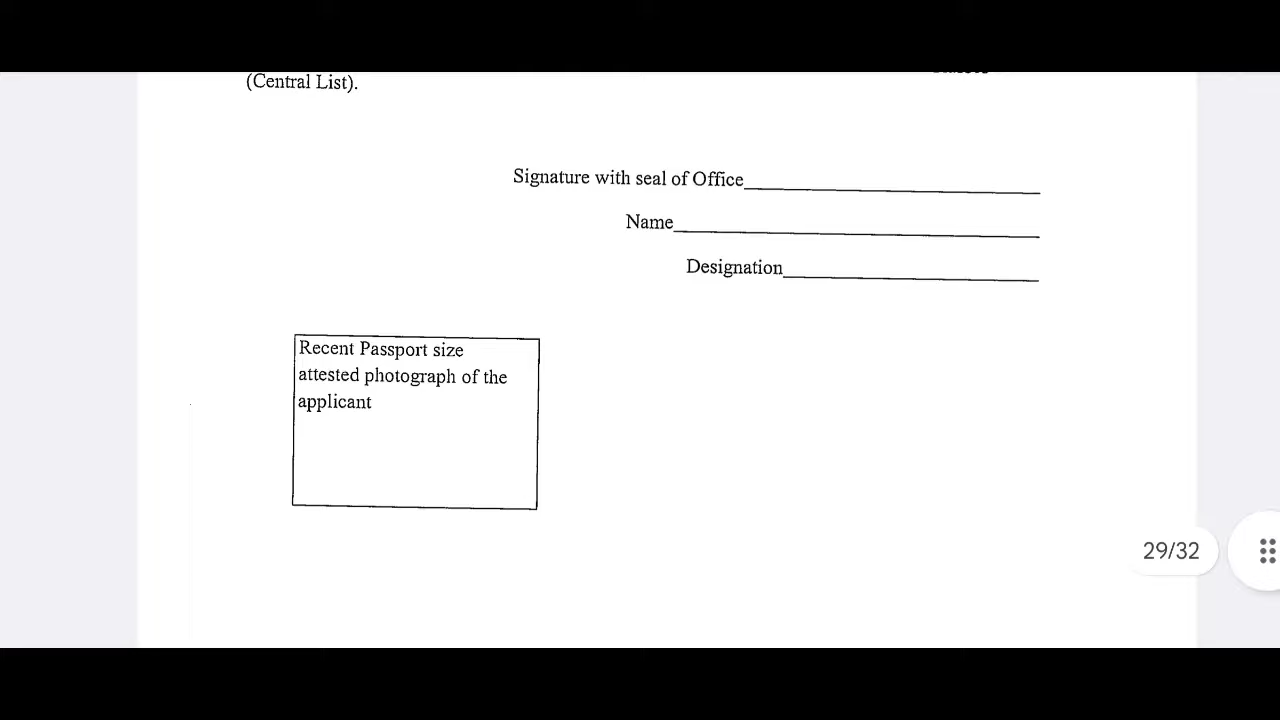 (Central List).
Signature with seal of Office
Name
Designation
Recent Passport size
attested photograph of the
applicant
29/32